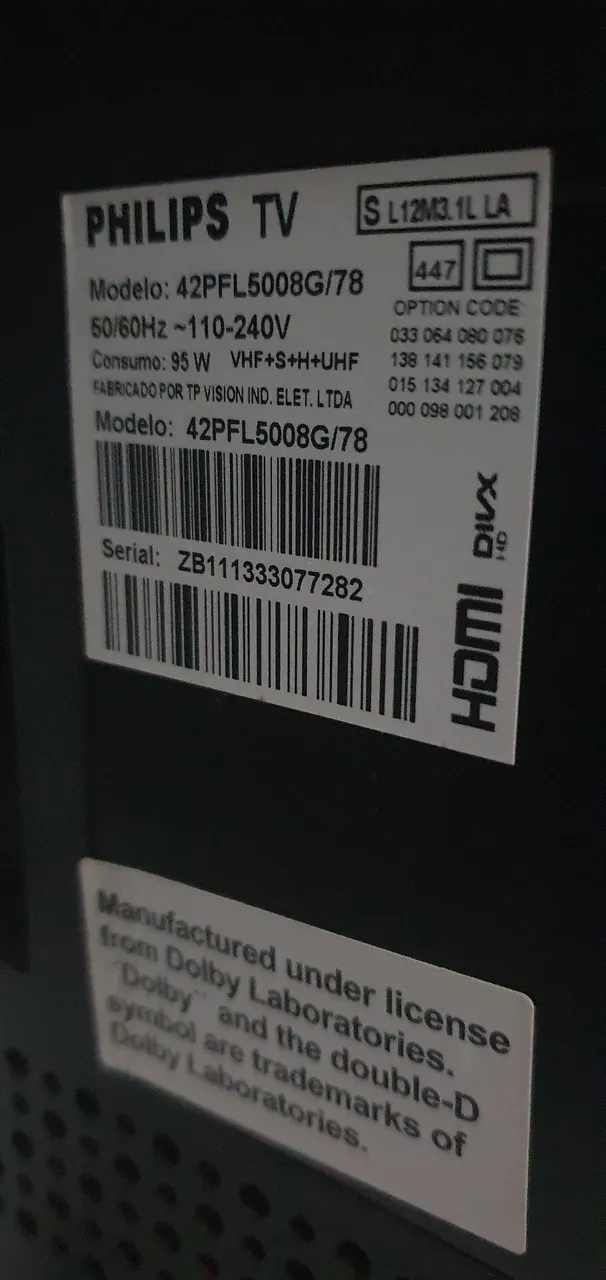 PHILIPS TV
S L12M3.1L LA
447
Modelo: 42PFL5008G/78
50/60Hz ~110-240V
Consumo: 95 W VHF+S+H+UHF
FABRICADO POR TP VISION IND. ELET. LTDA
OPTION CODE:
033 064 080 076
138 141 156 079
015 134 127 004
000 098 001 208
Modelo: 42PFL5008G/78
Serial: ZB111333077282
HDMI
DIVX
HD
Manufactured under license
from Dolby Laboratories.
"Dolby" and the double-D
symbol are trademarks of
Dolby Laboratories.